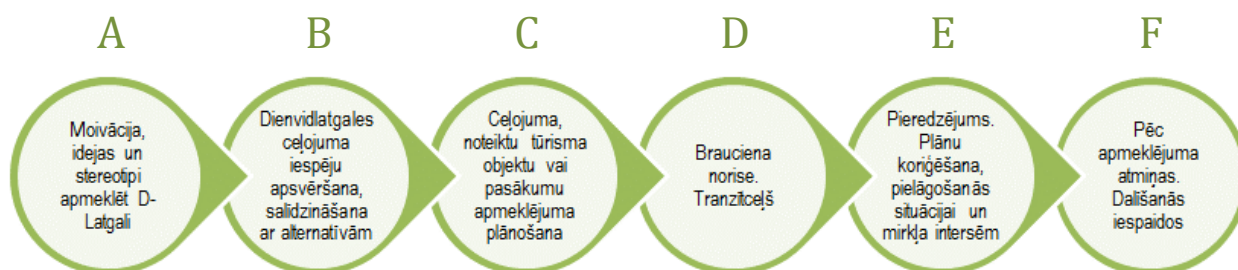 A
B
C
D
E
F
Moivācija,
idejas un
stereotipi
apmeklēt D-
Latgali
Dienvidlatgales
ceļojuma
iespēju
apsvēršana,
salīdzināšana
ar alternatīvām
Ceļojuma,
noteiktu tūrisma
objektu vai
pasākumu
apmeklējuma
plānošana
Brauciena
norise.
Tranzītceļš
Pieredzējums.
Plānu
koriģēšana,
pielāgošanās
situācijai un
mirkļa intersēm
Pēc
apmeklējuma
atmiņas.
Dalīšanās
iespaidos